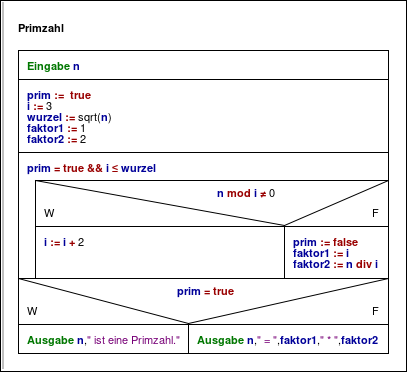 Primzahl
Eingabe n
prim := true
i := 3
wurzel := sqrt(n)
faktor1 := 1
faktor2 := 2
prim = true && i ≤ wurzel
n mod i ≠ 0
W F
i := i + 2
prim := false
faktor1 := i
faktor2 := n div i
prim = true
W F
Ausgabe n," ist eine Primzahl."
Ausgabe n," = ",faktor1," * ",faktor2